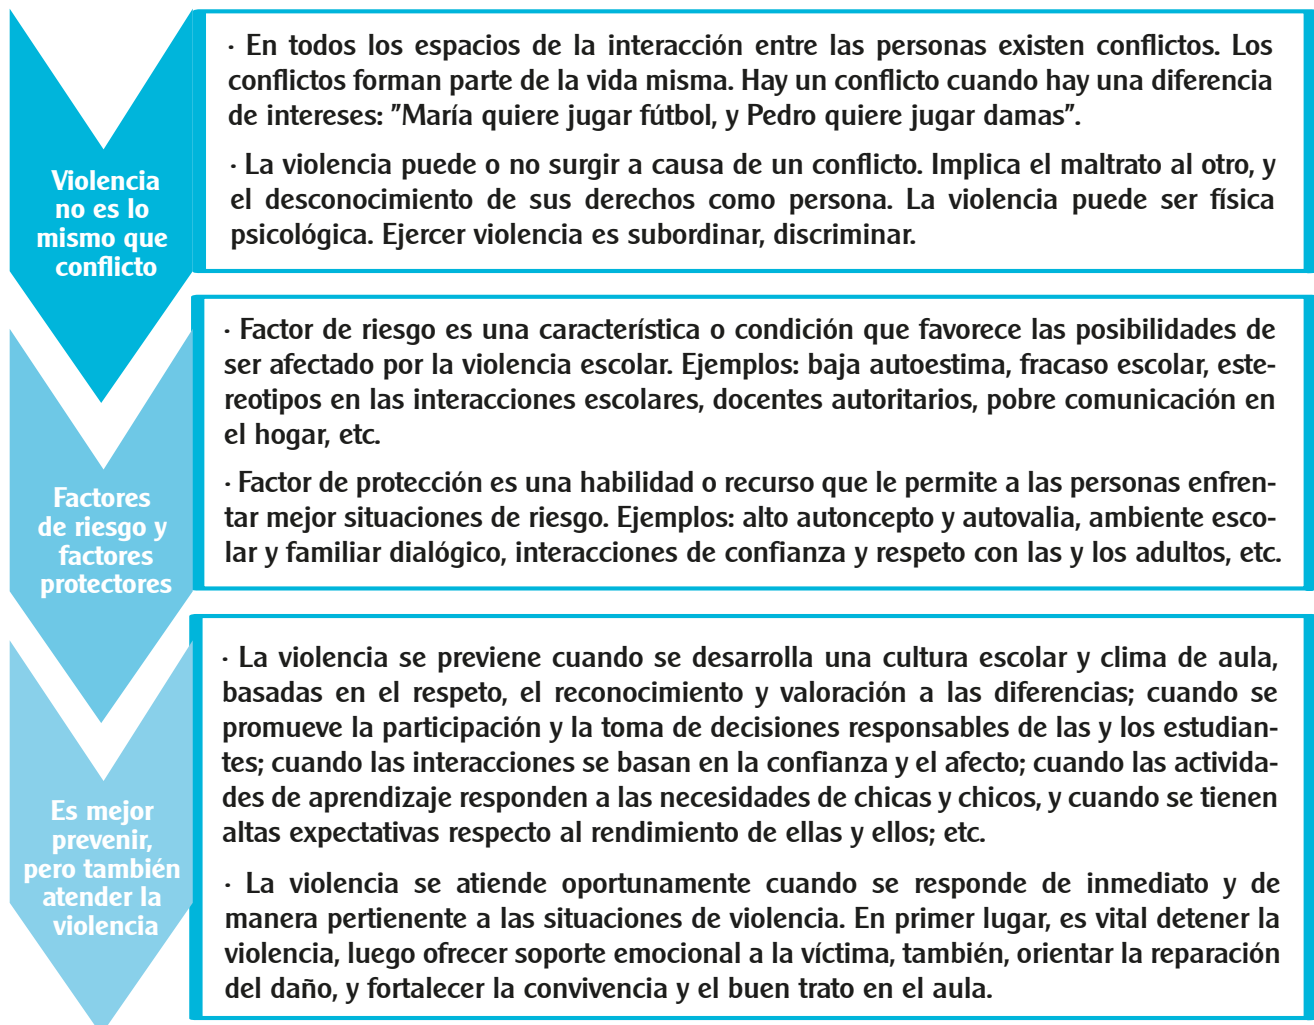 Violencia
no es lo
mismo que
conflicto
· En todos los espacios de la interacción entre las personas existen conflictos. Los
conflictos forman parte de la vida misma. Hay un conflicto cuando hay una diferencia
de intereses: "María quiere jugar fútbol, y Pedro quiere jugar damas".
· La violencia puede o no surgir a causa de un conflicto. Implica el maltrato al otro, y
el desconocimiento de sus derechos como persona. La violencia puede ser física
psicológica. Ejercer violencia es subordinar, discriminar.
Factores
de riesgo y
factores
protectores
· Factor de riesgo es una característica o condición que favorece las posibilidades de
ser afectado por la violencia escolar. Ejemplos: baja autoestima, fracaso escolar, este-
reotipos en las interacciones escolares, docentes autoritarios, pobre comunicación en
el hogar, etc.
· Factor de protección es una habilidad o recurso que le permite a las personas enfren-
tar mejor situaciones de riesgo. Ejemplos: alto autoncepto y autovalia, ambiente esco-
lar y familiar dialógico, interacciones de confianza y respeto con las y los adultos, etc.
Es mejor
prevenir,
pero también
atender la
violencia
· La violencia se previene cuando se desarrolla una cultura escolar y clima de aula,
basadas en el respeto, el reconocimiento y valoración a las diferencias; cuando se
promueve la participación y la toma de decisiones responsables de las y los estudian-
tes; cuando las interacciones se basan en la confianza y el afecto; cuando las activida-
des de aprendizaje responden a las necesidades de chicas y chicos, y cuando se tienen
altas expectativas respecto al rendimiento de ellas y ellos; etc.
· La violencia se atiende oportunamente cuando se responde de inmediato y de
manera pertienente a las situaciones de violencia. En primer lugar, es vital detener la
violencia, luego ofrecer soporte emocional a la víctima, también, orientar la reparación
del daño, y fortalecer la convivencia y el buen trato en el aula.